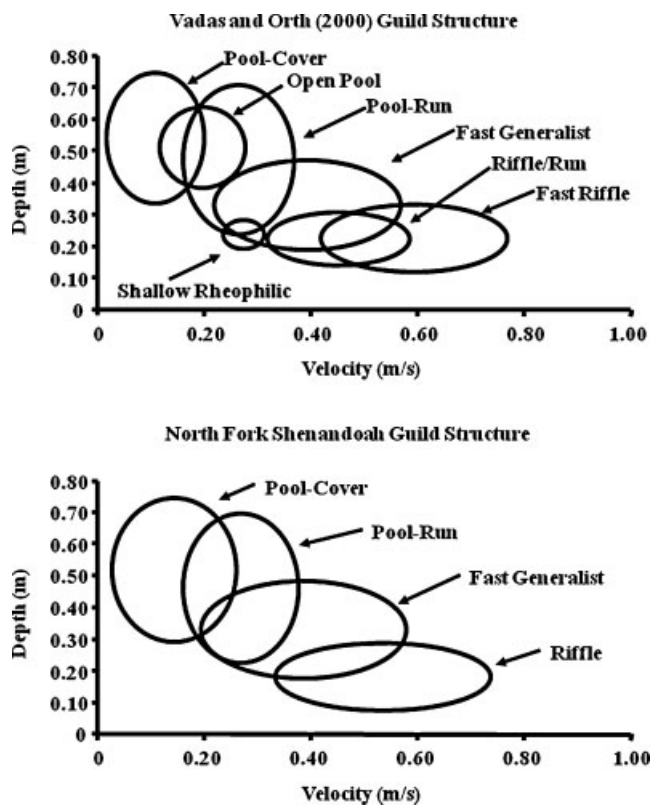 Vadas and Orth (2000) Guild Structure
0.80
0.70
0.60
0.50
0.40
0.30
0.20
0.10
0
Depth (m)
Pool-Cover
Open Pool
Pool-Run
Fast Generalist
Riffle/Run
Fast Riffle
Shallow Rheophilic
0 0.20 0.40 0.60 0.80 1.00
Velocity (m/s)
North Fork Shenandoah Guild Structure
0.80
0.70
0.60
0.50
0.40
0.30
0.20
0.10
0
Depth (m)
Pool-Cover
Pool-Run
Fast Generalist
Riffle
0 0.20 0.40 0.60 0.80 1.00
Velocity (m/s)